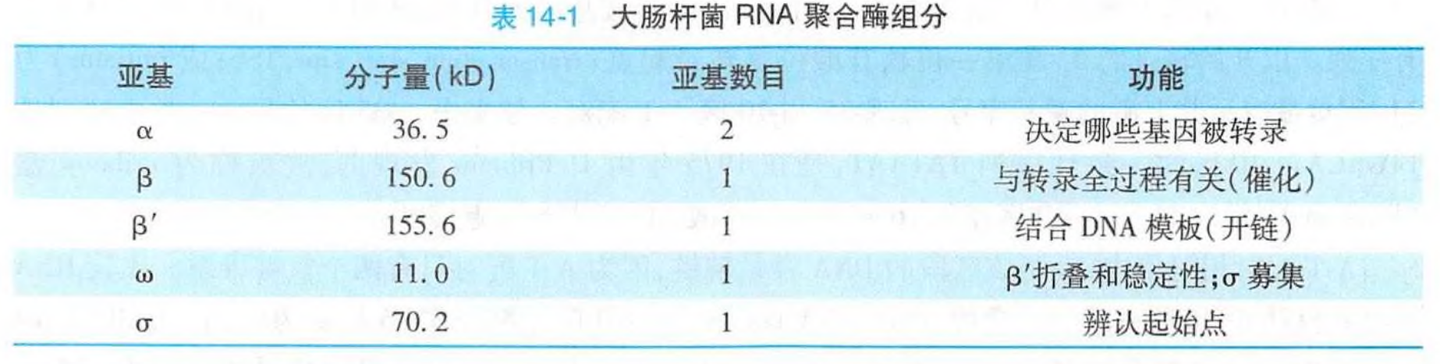 表 14-1 大肠杆菌 RNA 聚合酶组分
亚基 分子量(kD) 亚基数目 功能
α 36.5 2 决定哪些基因被转录
β 150.6 1 与转录全过程有关(催化)
β′ 155.6 1 结合 DNA 模板(开链)
ω 11.0 1 β′折叠和稳定性;σ 募集
σ 70.2 1 辨认起始点